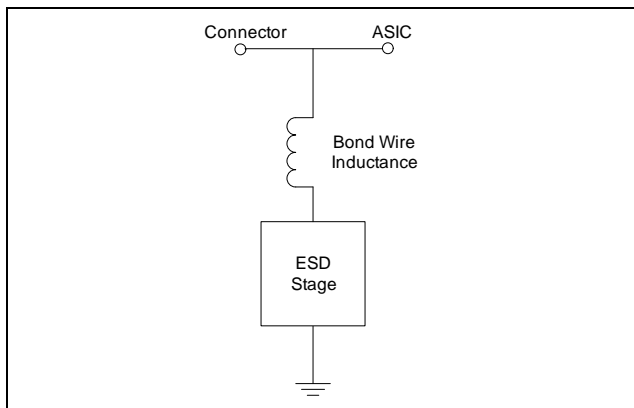 Connector ASIC
Bond Wire
Inductance
ESD
Stage